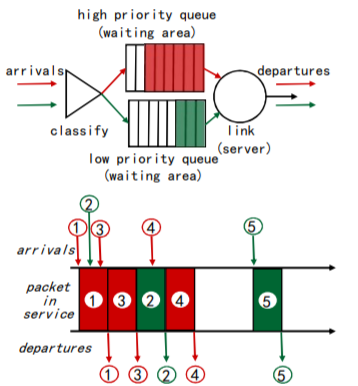 high priority queue
(waiting area)
arrivals
departures
classify
link
(server)
low priority queue
(waiting area)
2
1 3 4 5
arrivals
packet
in
service
1 3 2 4 5
departures
1 3 2 4 5